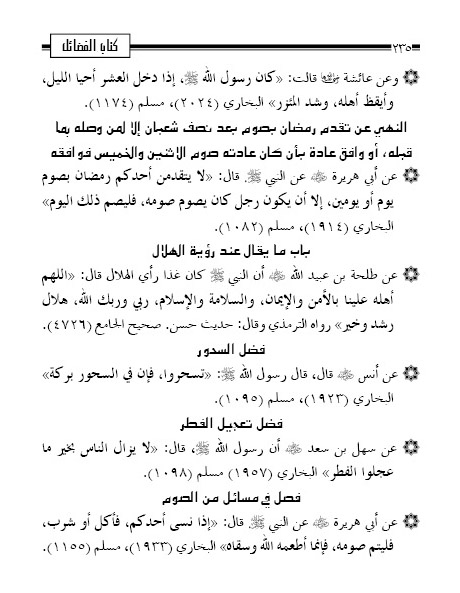 ٢٣٥
كتاب الفضائل
وعن عائشة ﵂ قالت: «كان رسول الله ﷺ، إذا دخل العشر أحيا الليل،
وأيقظ أهله، وشد المئزر» البخاري (٢٠٢٤)، مسلم (١١٧٤).
النهي عن تقدم رمضان بصوم بعد نصف شعبان إلا لمن وصله بما
قبله، أو وافق عادة بأن كان عادته صوم الاثنين والخميس فوافقه
عن أبي هريرة ﵁ عن النبي ﷺ. قال: «لا يتقدمن أحدكم رمضان بصوم
يوم أو يومين، إلا أن يكون رجل كان يصوم صومه، فليصم ذلك اليوم»
البخاري (١٩١٤)، مسلم (١٠٨٢).
باب ما يقال عند رؤية الهلال
عن طلحة بن عبيد الله ﵁ أن النبي ﷺ كان غذا رأي الهلال قال: «اللهم
أهله علينا بالأمن والإيمان، والسلامة والإسلام، ربي وربك الله، هلال
رشد وخير» رواه الترمذي وقال: حديث حسن. صحيح الجامع (٤٧٢٦).
فضل السحور
عن أنس ﵁ قال، قال رسول الله ﷺ: «تسحروا، فإن في السحور بركة»
البخاري (١٩٢٣)، مسلم (١٠٩٥).
فضل تعجيل الفطر
عن سهل بن سعد ﵁ أن رسول الله ﷺ، قال: «لا يزال الناس بخير ما
عجلوا الفطر» البخاري (١٩٥٧) مسلم (١٠٩٨).
فصل في مسائل من الصوم
عن أبي هريرة ﵁ عن النبي ﷺ. قال: «إذا نسى أحدكم، فأكل أو شرب،
فليتم صومه، فإنما أطعمه الله وسقاه» البخاري (١٩٣٣)، مسلم (١١٥٥).